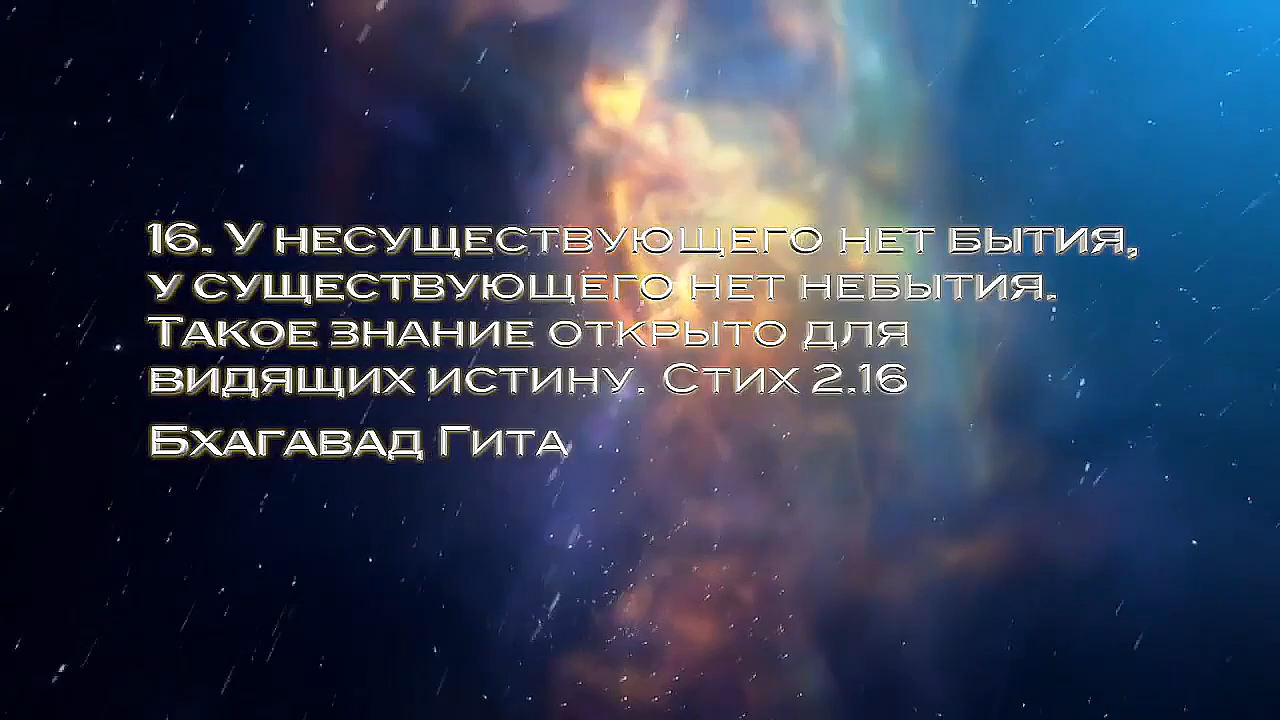 16. У несуществующего нет бытия,
у существующего нет небытия.
Такое знание открыто для
видящих истину. Стих 2.16
Бхагавад Гита